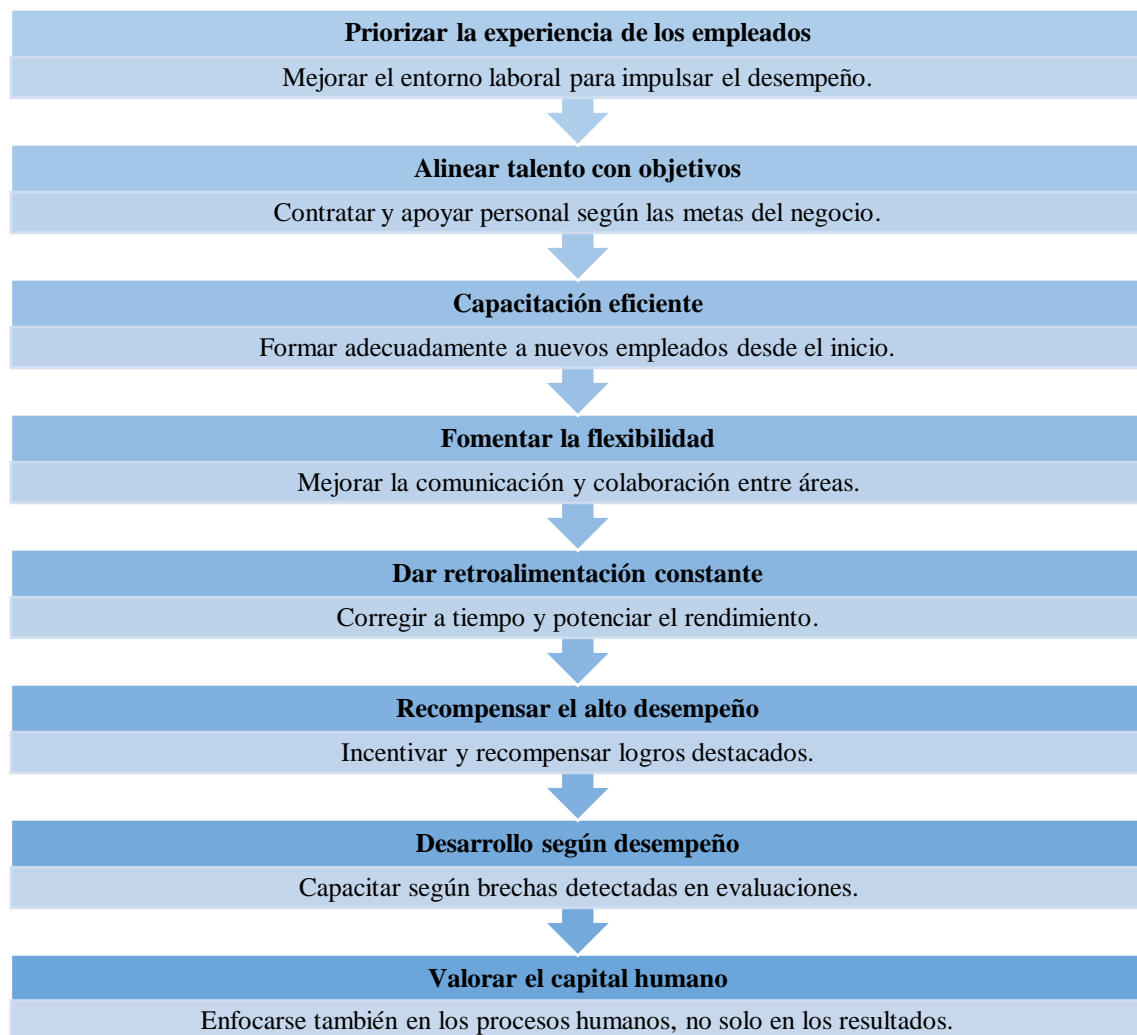 Priorizar la experiencia de los empleados
Mejorar el entorno laboral para impulsar el desempeño.
Alinear talento con objetivos
Contratar y apoyar personal según las metas del negocio.
Capacitación eficiente
Formar adecuadamente a nuevos empleados desde el inicio.
Fomentar la flexibilidad
Mejorar la comunicación y colaboración entre áreas.
Dar retroalimentación constante
Corregir a tiempo y potenciar el rendimiento.
Recompensar el alto desempeño
Incentivar y recompensar logros destacados.
Desarrollo según desempeño
Capacitar según brechas detectadas en evaluaciones.
Valorar el capital humano
Enfocarse también en los procesos humanos, no solo en los resultados.